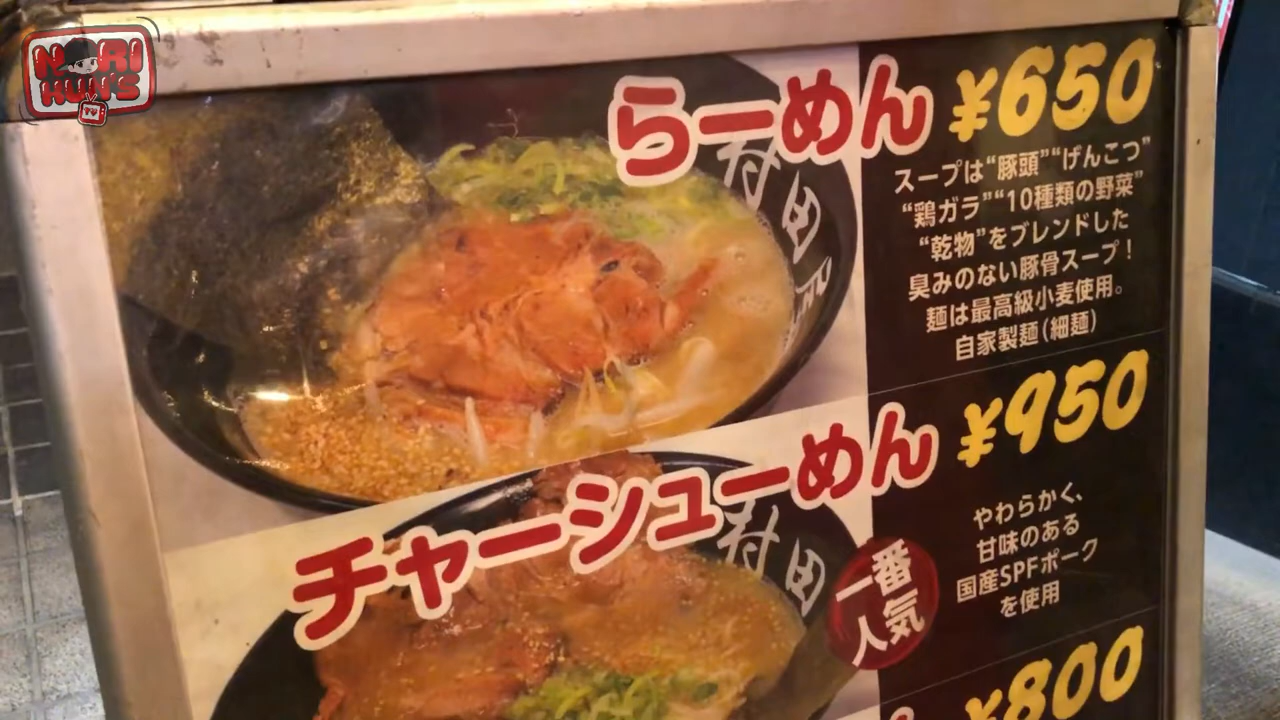 NORI
KUN'S
TV
らーめん ¥650
スープは“豚頭”“げんこつ”
“鶏ガラ”“10種類の野菜”
“乾物”をブレンドした
臭みのない豚骨スープ！
麺は最高級小麦使用。
自家製麺(細麺)
村田
チャーシューめん ¥950
やわらかく、
甘味のある
国産SPFポーク
を使用
一番
人気
村田
¥800